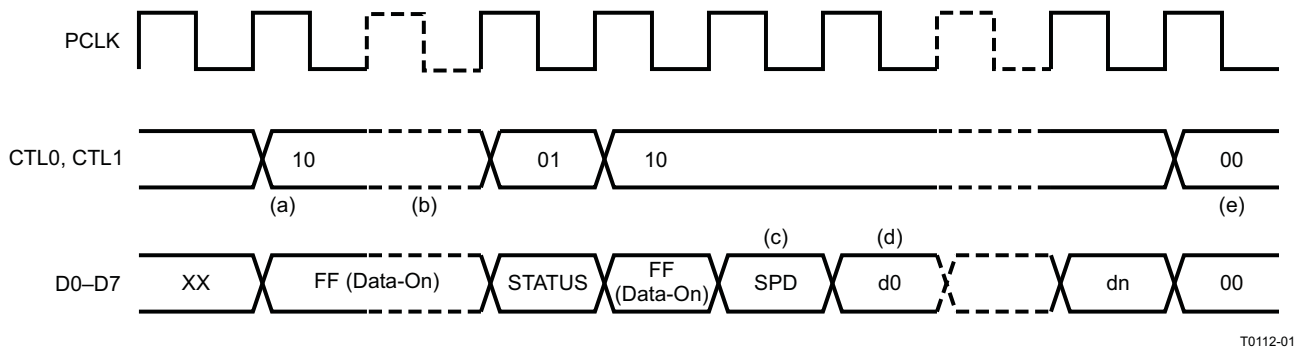 PCLK
CTL0, CTL1
10
01
10
00
(a)
(b)
(e)
(c)
(d)
D0–D7
XX
FF (Data-On)
STATUS
FF
(Data-On)
SPD
d0
dn
00
T0112-01